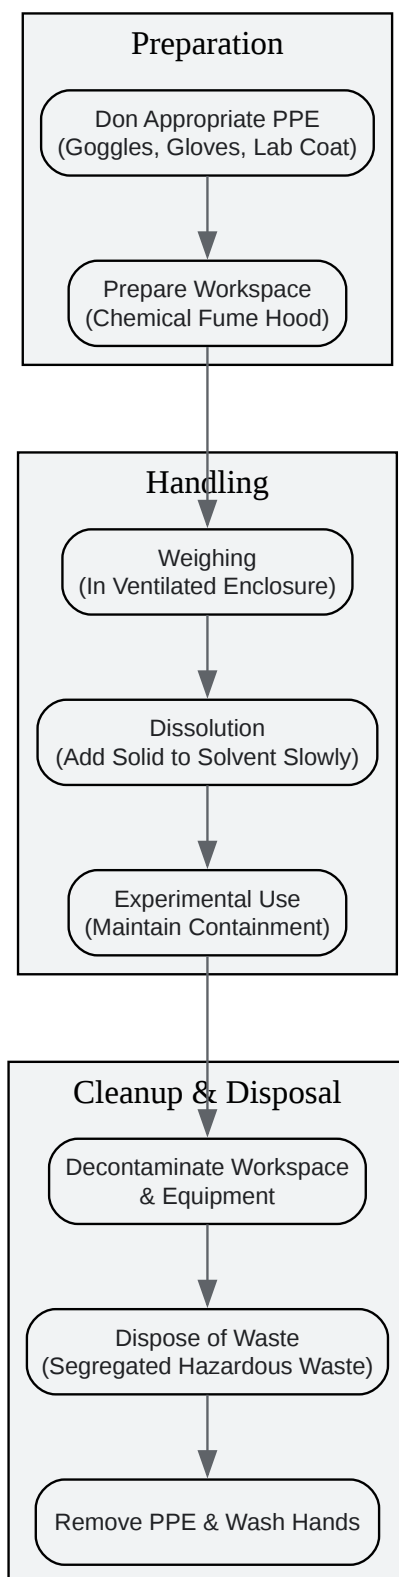 Preparation
Don Appropriate PPE
(Goggles, Gloves, Lab Coat)
Prepare Workspace
(Chemical Fume Hood)
Handling
Weighing
(In Ventilated Enclosure)
Dissolution
(Add Solid to Solvent Slowly)
Experimental Use
(Maintain Containment)
Cleanup & Disposal
Decontaminate Workspace
& Equipment
Dispose of Waste
(Segregated Hazardous Waste)
Remove PPE & Wash Hands